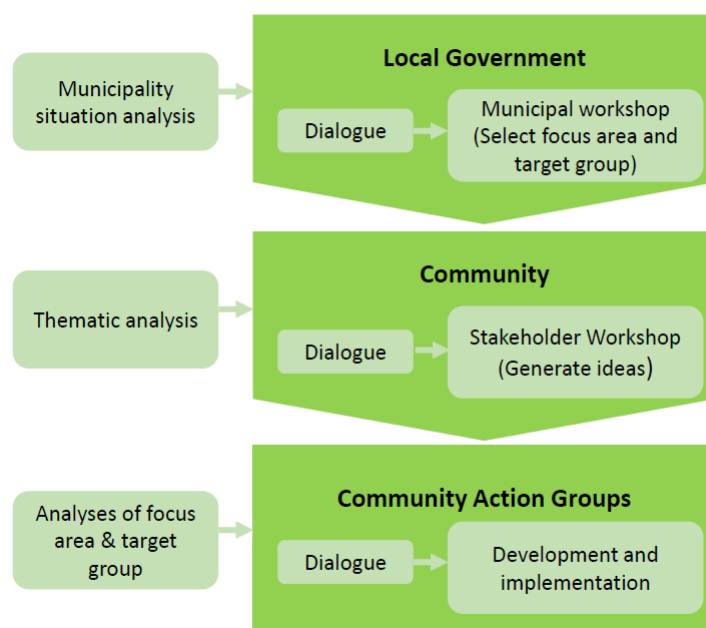 Local Government
Municipality
situation analysis
Dialogue
Municipal workshop
(Select focus area and
target group)
Community
Thematic analysis
Dialogue
Stakeholder Workshop
(Generate ideas)
Community Action Groups
Analyses of focus
area & target
group
Dialogue
Development and
implementation